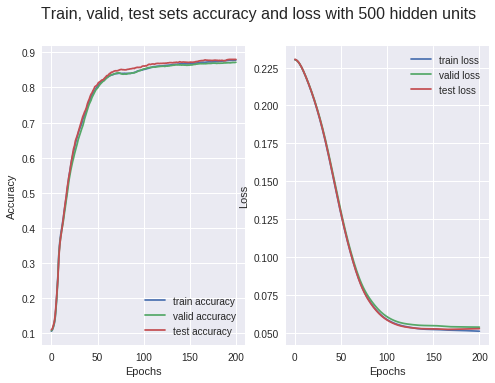 Train, valid, test sets accuracy and loss with 500 hidden units
Accuracy
0.9
0.8
0.7
0.6
0.5
0.4
0.3
0.2
0.1
train accuracy
valid accuracy
test accuracy
0 50 100 150 200
Epochs
Loss
0.225
0.200
0.175
0.150
0.125
0.100
0.075
0.050
train loss
valid loss
test loss
0 50 100 150 200
Epochs